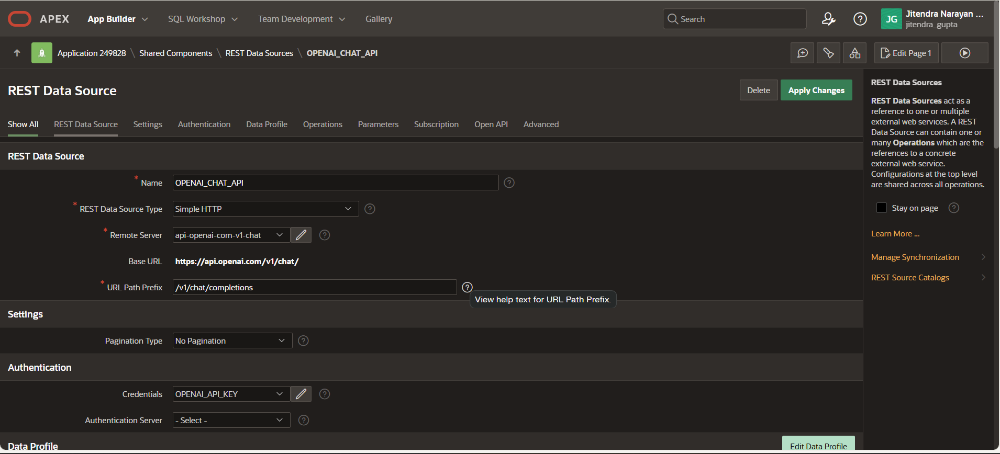 APEX App Builder SQL Workshop Team Development Gallery Search JG Jitendra Narayan ...
jitendra_gupta
Application 249828 \ Shared Components \ REST Data Sources \ OPENAI_CHAT_API Edit Page 1
REST Data Source Delete Apply Changes
Show All REST Data Source Settings Authentication Data Profile Operations Parameters Subscription Open API Advanced
REST Data Source
* Name OPENAI_CHAT_API ?
* REST Data Source Type Simple HTTP ?
* Remote Server api-openai-com-v1-chat ?
Base URL https://api.openai.com/v1/chat/
* URL Path Prefix /v1/chat/completions ?
View help text for URL Path Prefix.
Settings
Pagination Type No Pagination ?
Authentication
Credentials OPENAI_API_KEY ?
Authentication Server - Select - ?
Data Profile Edit Data Profile
REST Data Sources
REST Data Sources act as a
reference to one or multiple
external web services. A REST
Data Source can contain one or
many Operations which are the
references to a concrete
external web service.
Configurations at the top level
are shared across all operations.
Stay on page ?
Learn More ...
Manage Synchronization
REST Source Catalogs